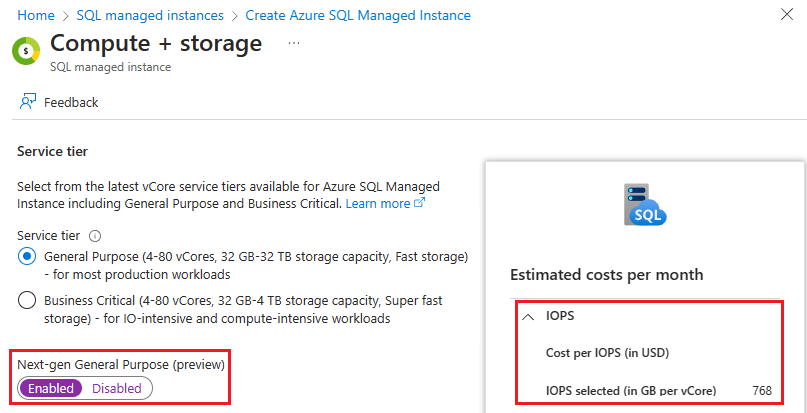 Home > SQL managed instances > Create Azure SQL Managed Instance
Compute + storage ...
SQL managed instance
Feedback
Service tier
Select from the latest vCore service tiers available for Azure SQL Managed
Instance including General Purpose and Business Critical. Learn more
Service tier
General Purpose (4-80 vCores, 32 GB-32 TB storage capacity, Fast storage)
- for most production workloads
Business Critical (4-80 vCores, 32 GB-4 TB storage capacity, Super fast
storage) - for IO-intensive and compute-intensive workloads
Next-gen General Purpose (preview)
Enabled Disabled
SQL
Estimated costs per month
IOPS
Cost per IOPS (in USD)
IOPS selected (in GB per vCore) 768